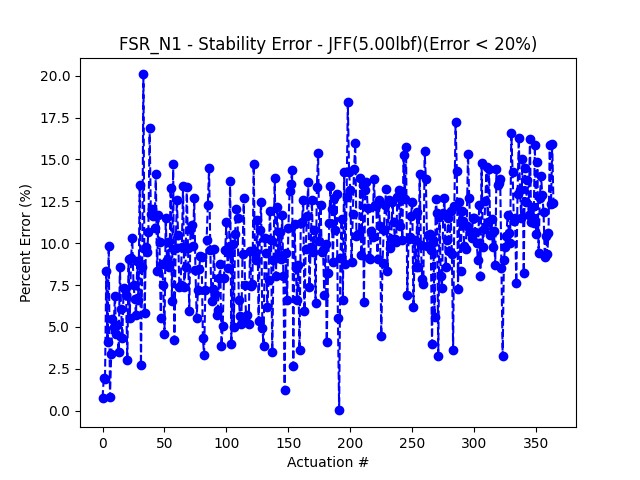 FSR_N1 - Stability Error - JFF(5.00lbf)(Error < 20%)
20.0
17.5
15.0
12.5
10.0
7.5
5.0
2.5
0.0
Percent Error (%)
0 50 100 150 200 250 300 350
Actuation #